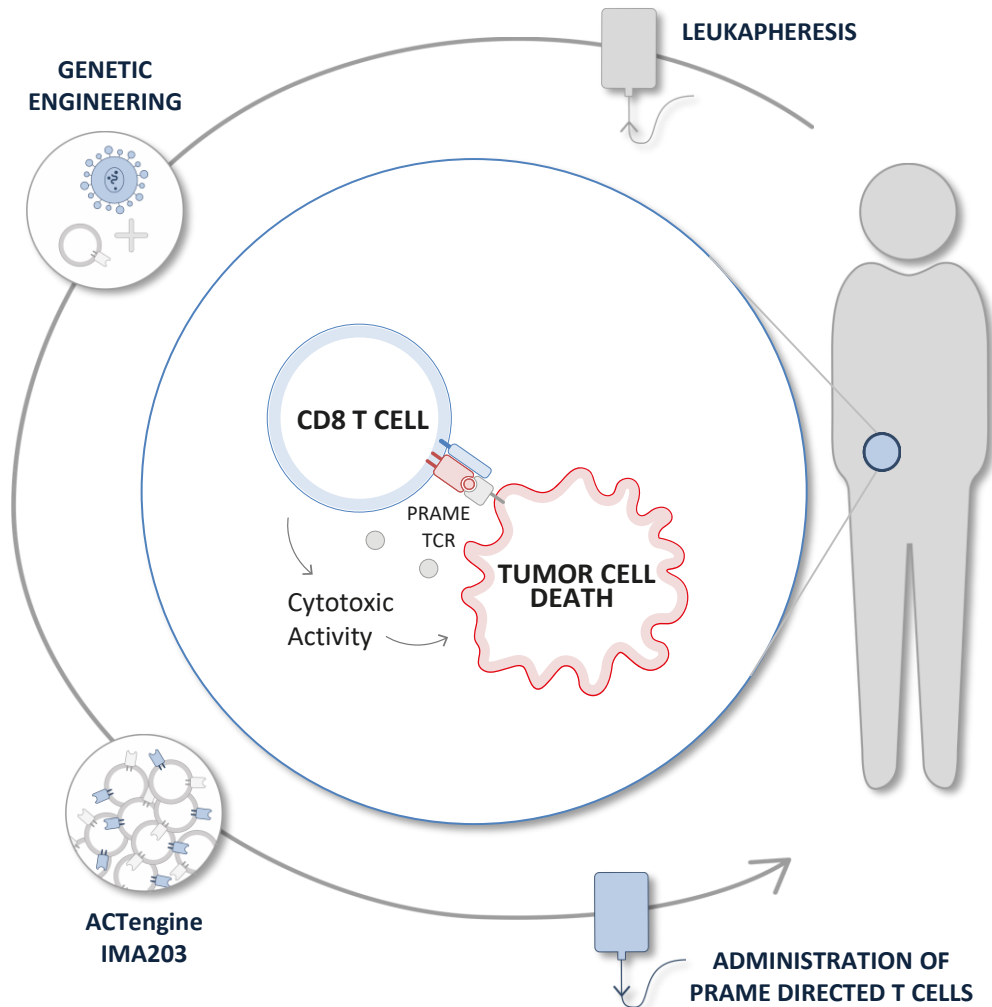 LEUKAPHERESIS
GENETIC
ENGINEERING
CD8 T CELL
PRAME
TCR
TUMOR CELL
DEATH
Cytotoxic
Activity
ACTengine
IMA203
ADMINISTRATION OF
PRAME DIRECTED T CELLS